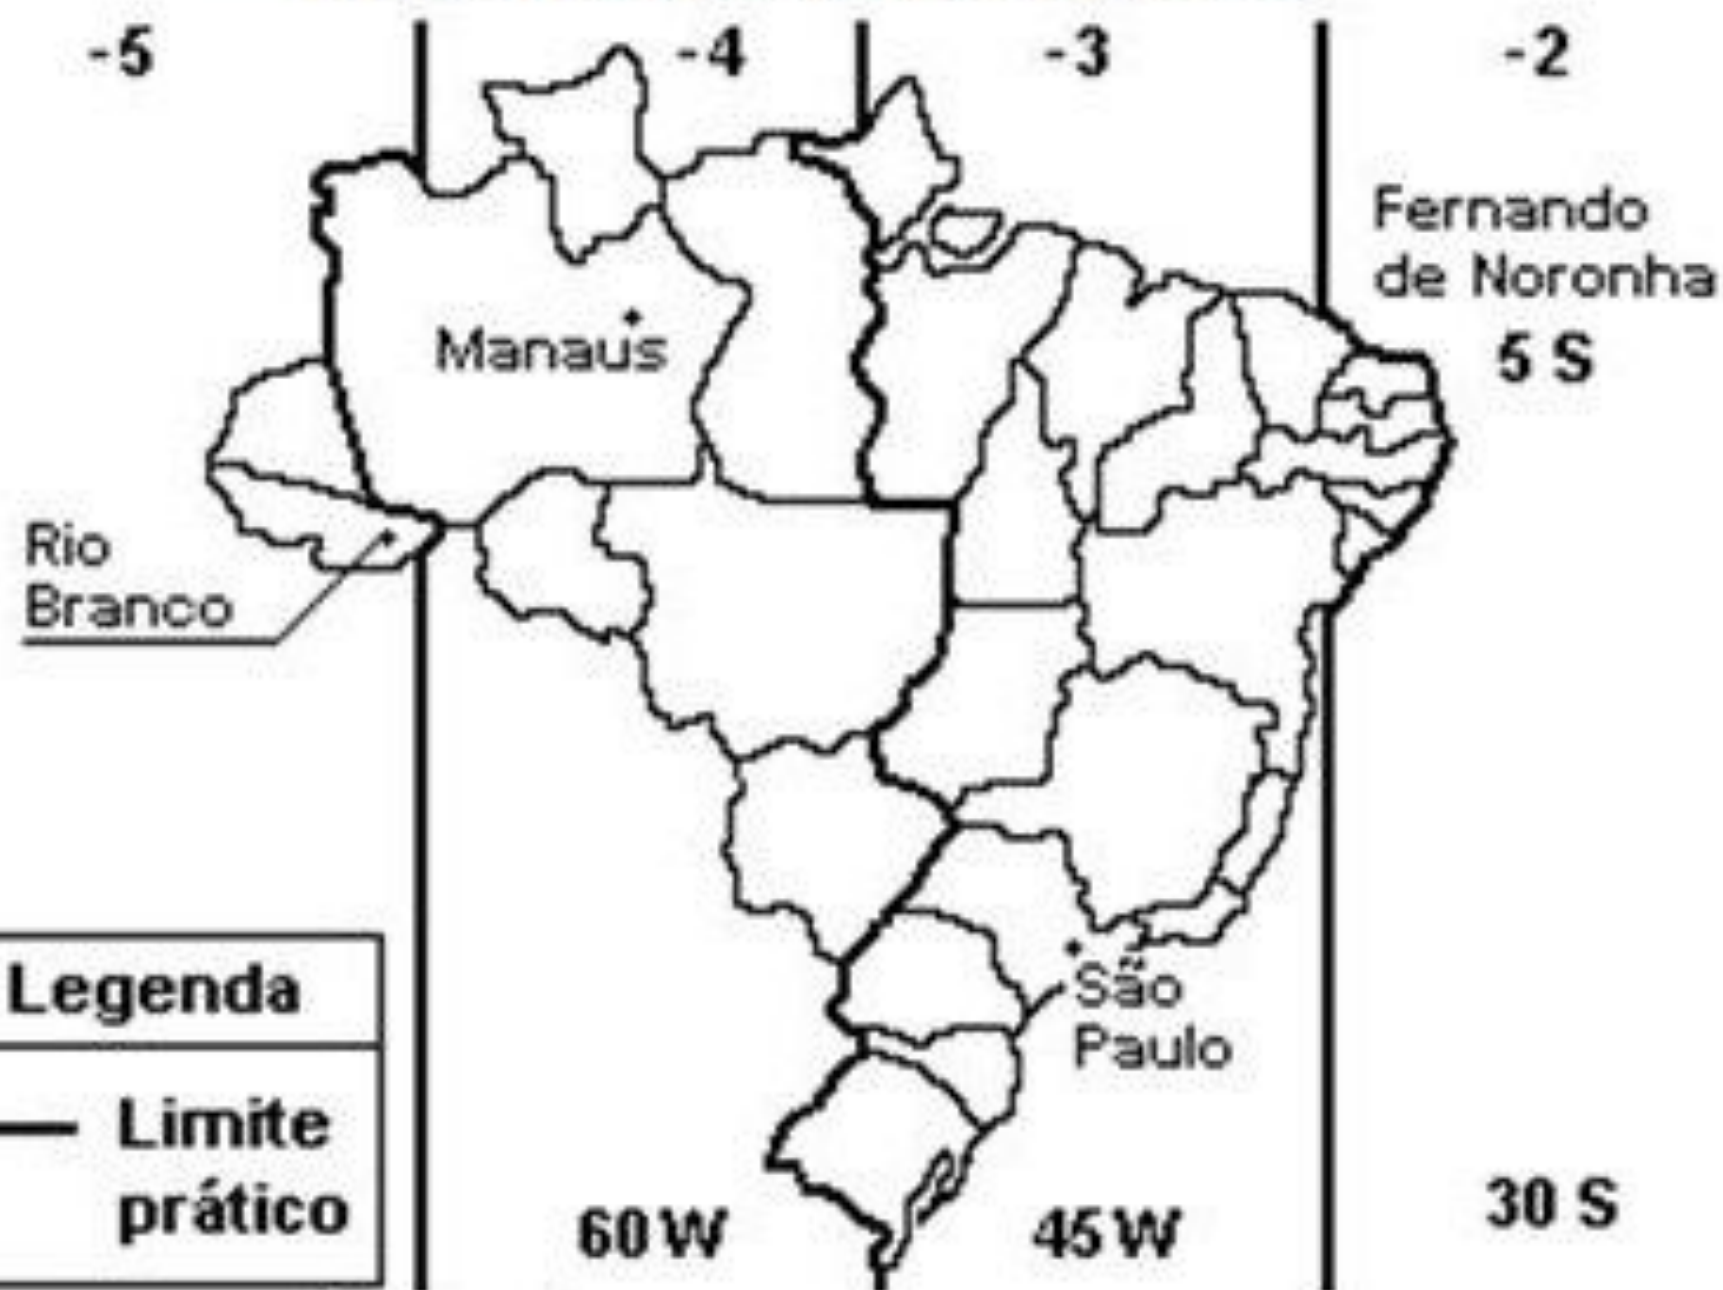 -5 -4 -3 -2
Fernando
de Noronha
5 S
Manaus
Rio
Branco
São
Paulo
Legenda
Limite
prático
60 W 45 W
30 S